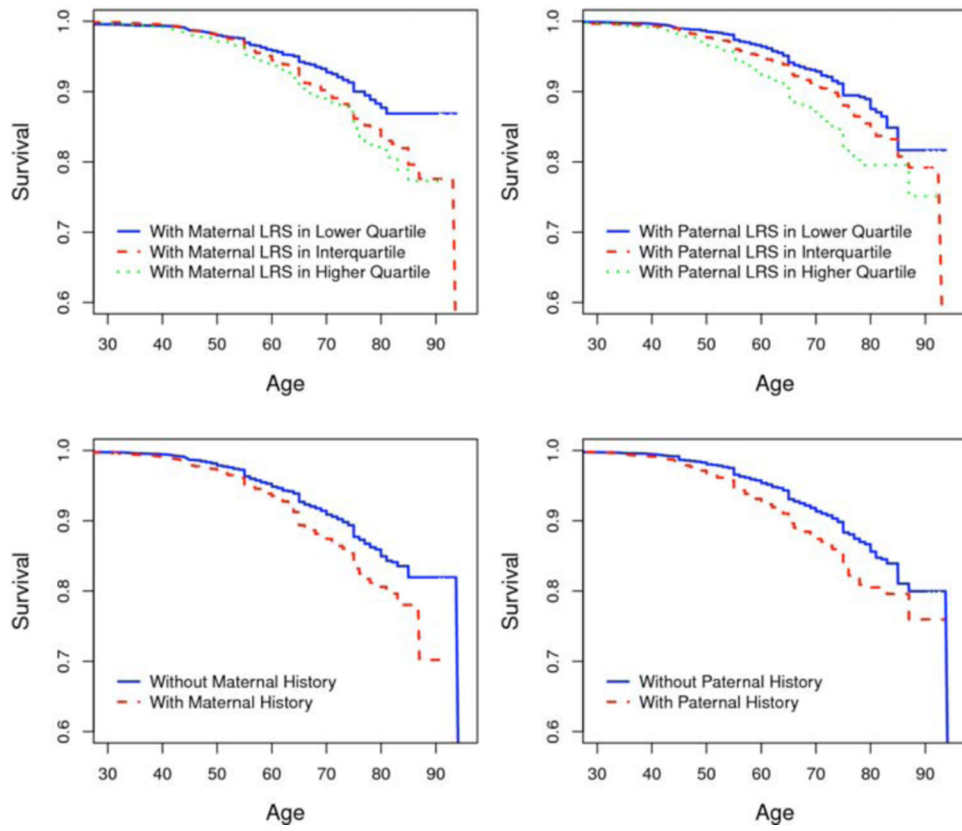 Survival
1.0
0.9
0.8
0.7
0.6
With Maternal LRS in Lower Quartile
With Maternal LRS in Interquartile
With Maternal LRS in Higher Quartile
30 40 50 60 70 80 90
Age
Survival
1.0
0.9
0.8
0.7
0.6
With Paternal LRS in Lower Quartile
With Paternal LRS in Interquartile
With Paternal LRS in Higher Quartile
30 40 50 60 70 80 90
Age
Survival
1.0
0.9
0.8
0.7
0.6
Without Maternal History
With Maternal History
30 40 50 60 70 80 90
Age
Survival
1.0
0.9
0.8
0.7
0.6
Without Paternal History
With Paternal History
30 40 50 60 70 80 90
Age